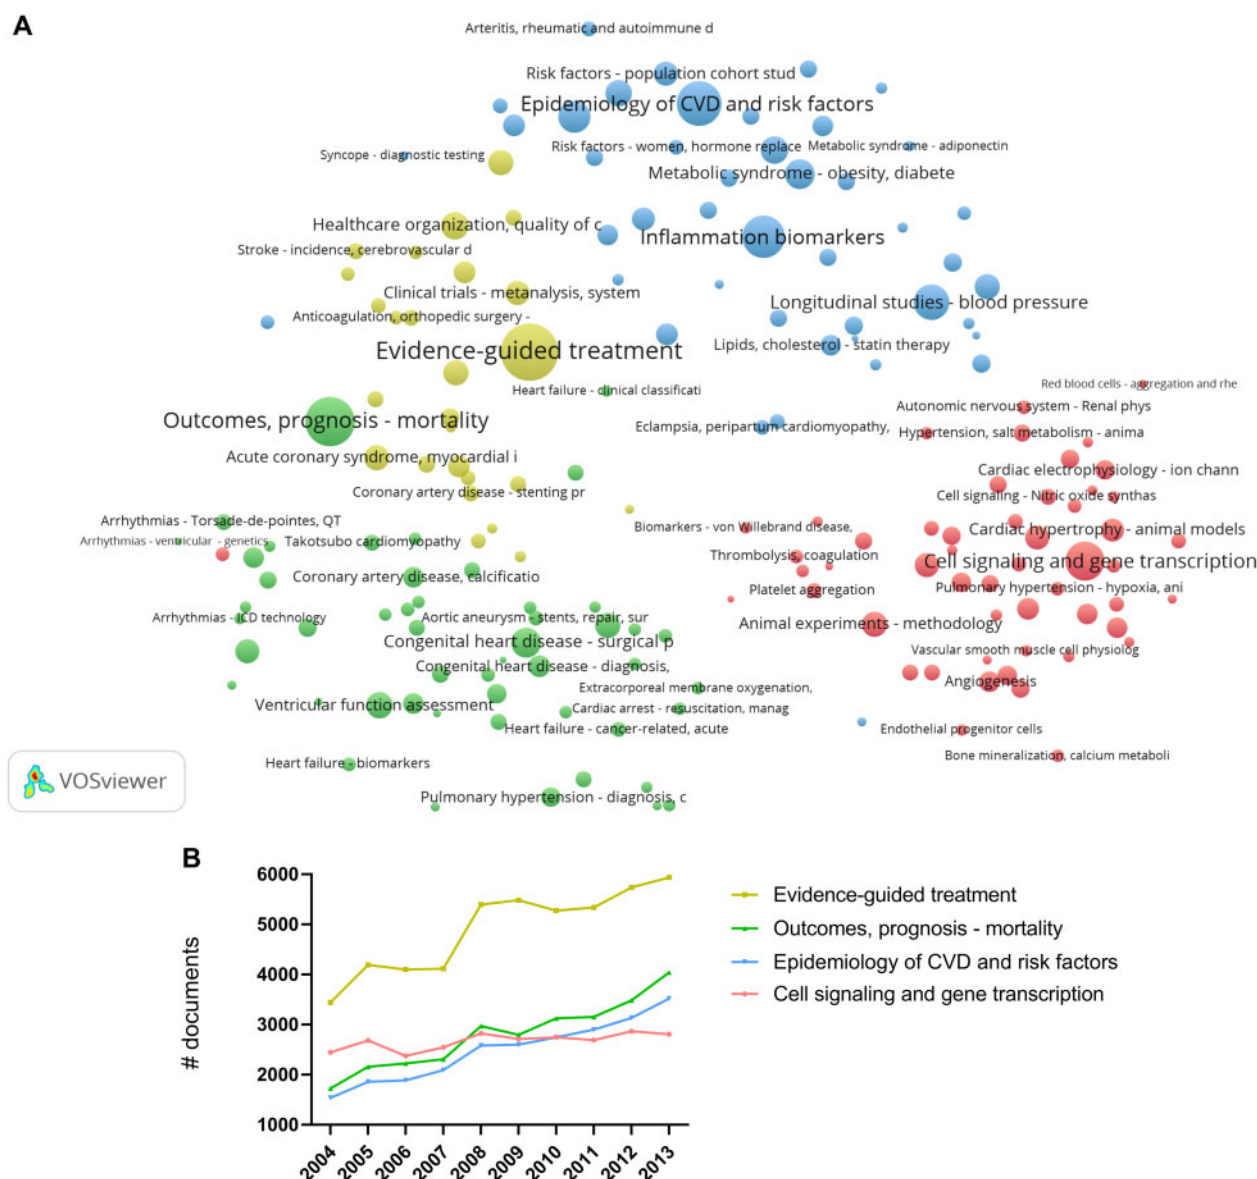 A
Arteritis, rheumatic and autoimmune d
Risk factors - population cohort stud
Epidemiology of CVD and risk factors
Risk factors - women, hormone replace
Metabolic syndrome - adiponectin
Syncope - diagnostic testing
Metabolic syndrome - obesity, diabete
Healthcare organization, quality of c
Inflammation biomarkers
Stroke - incidence, cerebrovascular d
Clinical trials - metanalysis, system
Longitudinal studies - blood pressure
Anticoagulation, orthopedic surgery -
Lipids, cholesterol - statin therapy
Evidence-guided treatment
Heart failure - clinical classificati
Red blood cells - aggregation and rhe
Autonomic nervous system - Renal phys
Outcomes, prognosis - mortality
Eclampsia, peripartum cardiomyopathy,
Hypertension, salt metabolism - anima
Acute coronary syndrome, myocardial i
Cardiac electrophysiology - ion chann
Coronary artery disease - stenting pr
Cell signaling - Nitric oxide synthas
Arrhythmias - Torsade-de-pointes, QT
Biomarkers - von Willebrand disease,
Cardiac hypertrophy - animal models
Arrhythmias - ventricular - genetics
Takotsubo cardiomyopathy
Thrombolysis, coagulation
Cell signaling and gene transcription
Coronary artery disease, calcificatio
Platelet aggregation
Pulmonary hypertension - hypoxia, ani
Arrhythmias - ICD technology
Aortic aneurysm - stents, repair, sur
Animal experiments - methodology
Congenital heart disease - surgical p
Vascular smooth muscle cell physiolog
Congenital heart disease - diagnosis,
Angiogenesis
Extracorporeal membrane oxygenation,
Ventricular function assessment
Cardiac arrest - resuscitation, manag
Heart failure - cancer-related, acute
Endothelial progenitor cells
Heart failure - biomarkers
Bone mineralization, calcium metaboli
VOSviewer
Pulmonary hypertension - diagnosis, c
B
# documents
6000
5000
4000
3000
2000
1000
2004
2005
2006
2007
2008
2009
2010
2011
2012
2013
Evidence-guided treatment
Outcomes, prognosis - mortality
Epidemiology of CVD and risk factors
Cell signaling and gene transcription